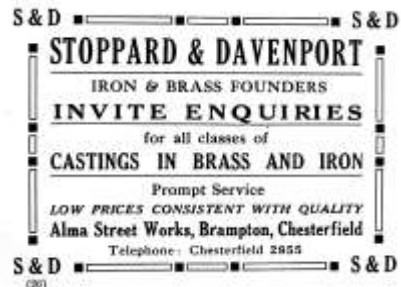 S & D S & D
STOPPARD & DAVENPORT
IRON & BRASS FOUNDERS
INVITE ENQUIRIES
for all classes of
CASTINGS IN BRASS AND IRON
Prompt Service
LOW PRICES CONSISTENT WITH QUALITY
Alma Street Works, Brampton, Chesterfield
Telephone: Chesterfield 2855
S & D S & D